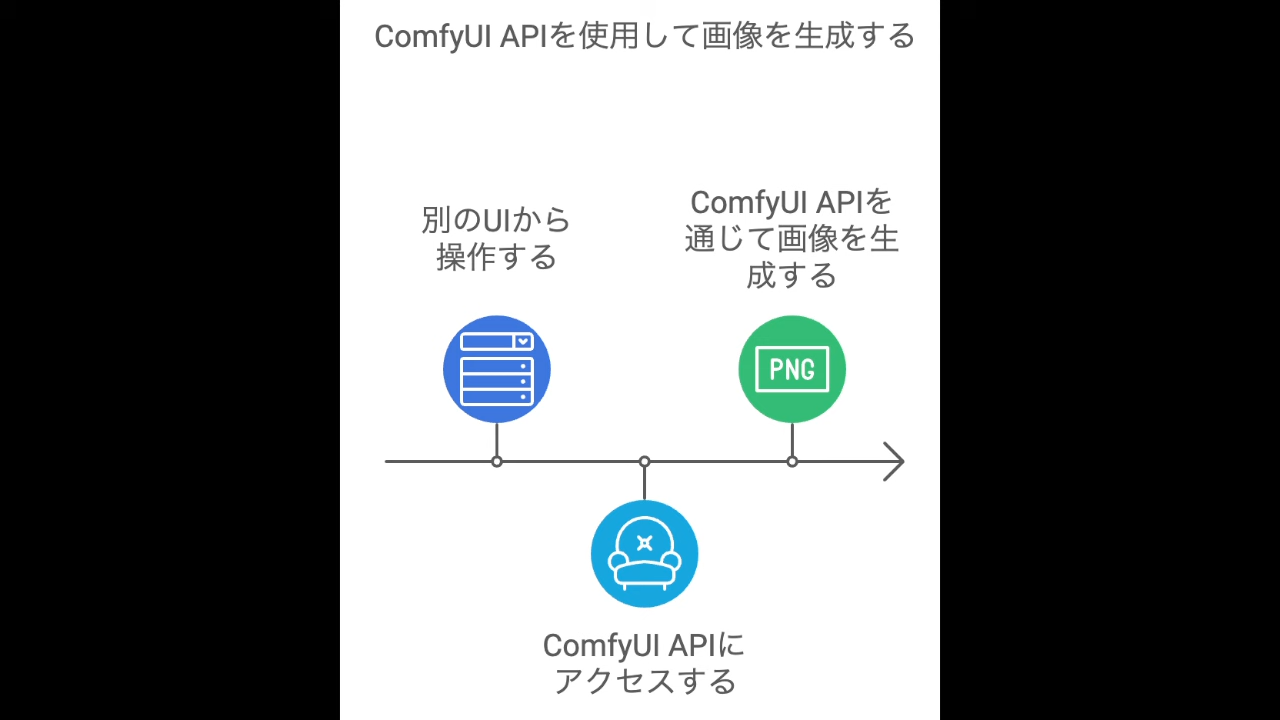 ComfyUI APIを使用して画像を生成する
別のUIから
操作する
ComfyUI APIを
通じて画像を生
成する
PNG
ComfyUI APIに
アクセスする